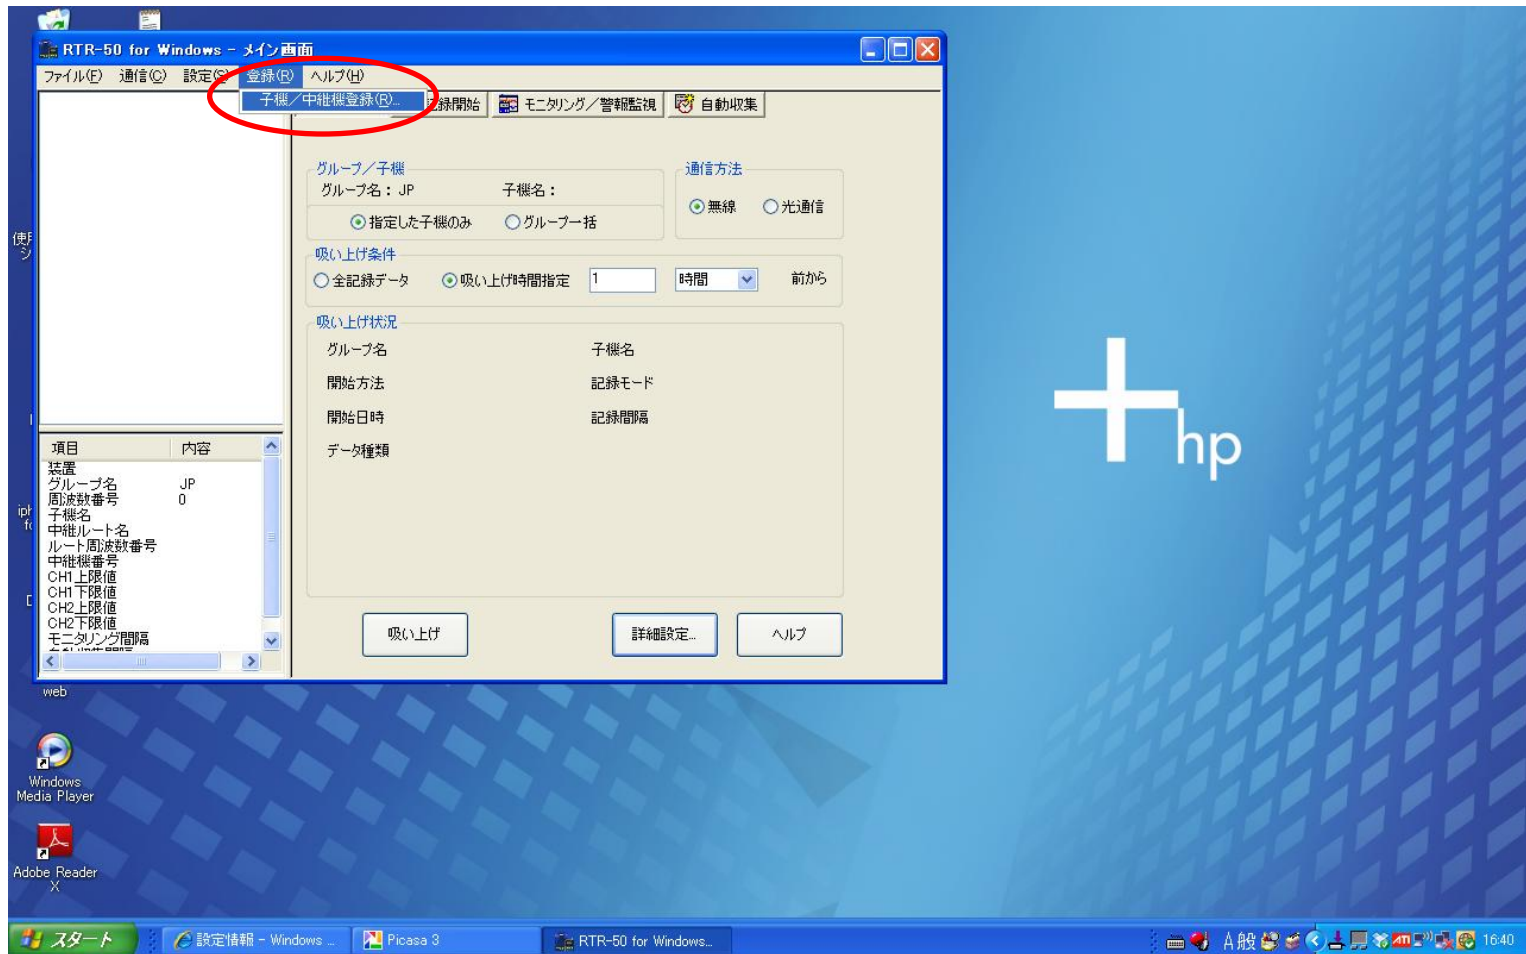 RTR-50 for Windows - メイン画面
ファイル(F) 通信(C) 設定(S) 登録(R) ヘルプ(H)
子機／中継機登録(R)...
記録開始 モニタリング／警報監視 自動収集
グループ／子機
グループ名： JP 子機名：
指定した子機のみ グループ一括
通信方法
無線 光通信
吸い上げ条件
全記録データ 吸い上げ時間指定 1 時間 前から
吸い上げ状況
グループ名 子機名
開始方法 記録モード
開始日時 記録間隔
データ種類
項目 内容
装置
グループ名 JP
周波数番号 0
子機名
中継ルート名
ルート周波数番号
中継機番号
CH1上限値
CH1下限値
CH2上限値
CH2下限値
モニタリング間隔
自動収集間隔
吸い上げ 詳細設定... ヘルプ
hp
web
Windows
Media Player
Adobe Reader
X
スタート 設定情報 - Windows ... Picasa 3 RTR-50 for Windows... A 般 ATI 16:40